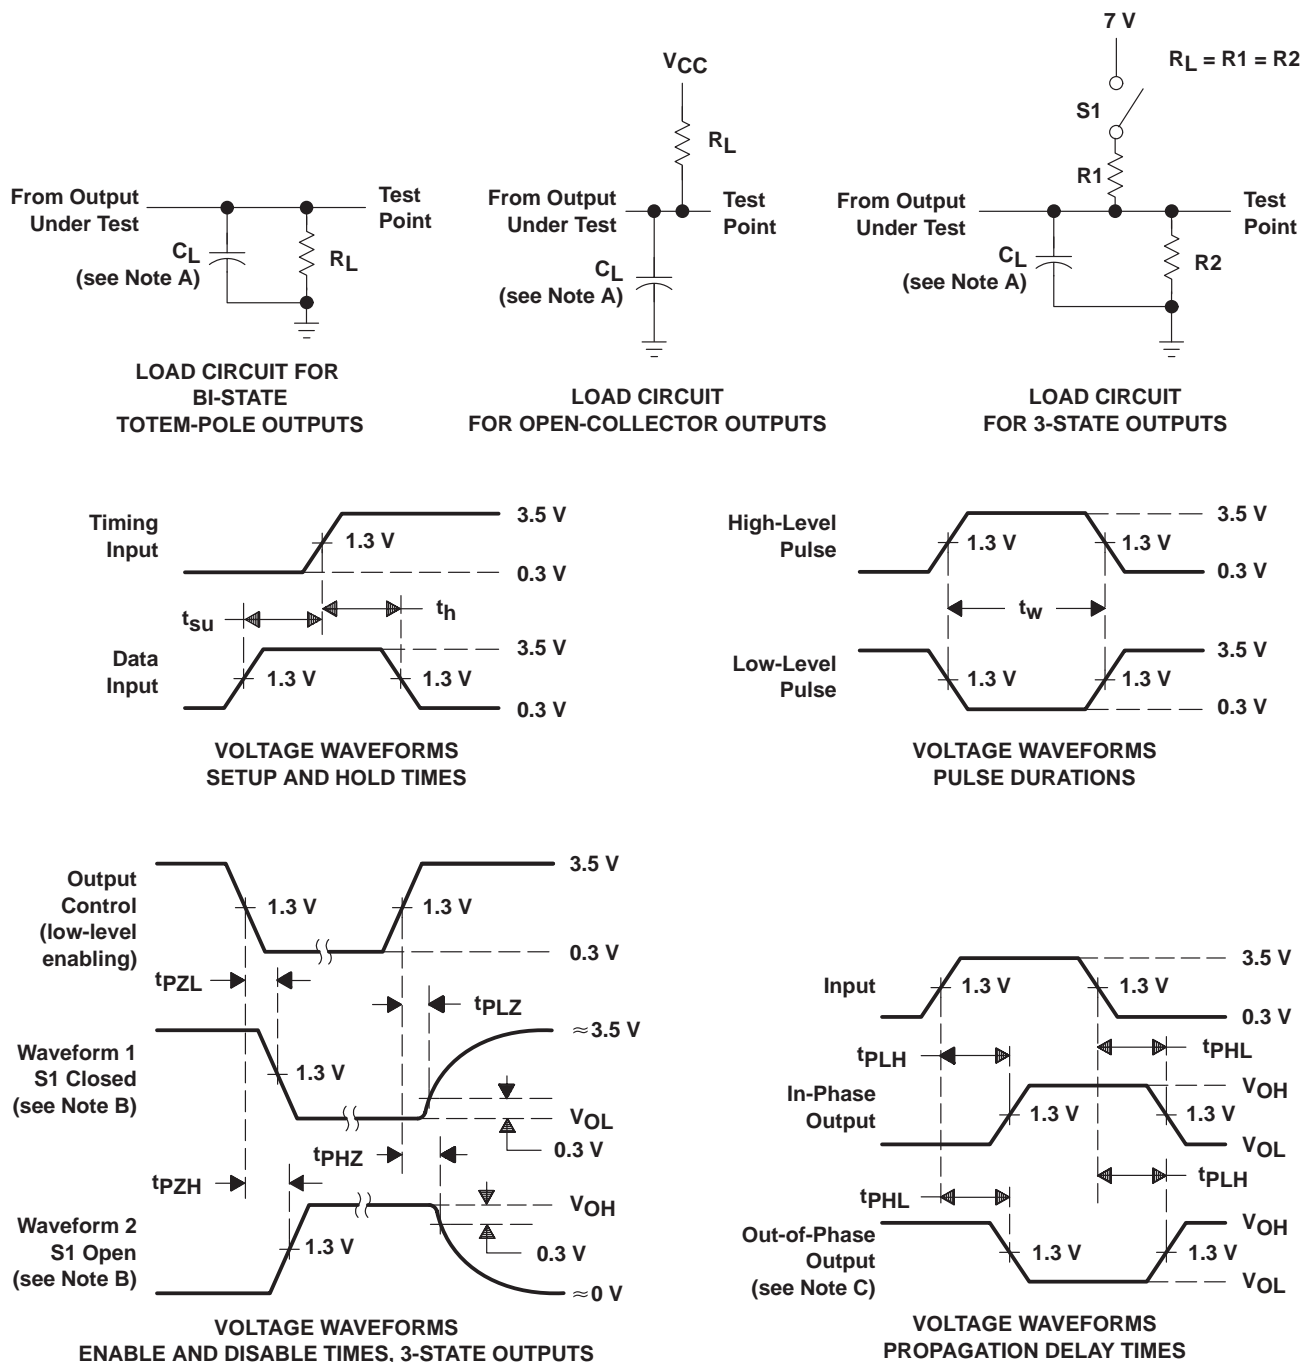 From Output
Under Test
Test
Point
CL
(see Note A)
RL
LOAD CIRCUIT FOR
BI-STATE
TOTEM-POLE OUTPUTS
VCC
RL
From Output
Under Test
Test
Point
CL
(see Note A)
LOAD CIRCUIT
FOR OPEN-COLLECTOR OUTPUTS
7 V
RL = R1 = R2
S1
R1
From Output
Under Test
Test
Point
CL
(see Note A)
R2
LOAD CIRCUIT
FOR 3-STATE OUTPUTS
Timing
Input
1.3 V
3.5 V
0.3 V
tsu
th
Data
Input
1.3 V
1.3 V
3.5 V
0.3 V
VOLTAGE WAVEFORMS
SETUP AND HOLD TIMES
High-Level
Pulse
1.3 V
1.3 V
3.5 V
0.3 V
tw
Low-Level
Pulse
1.3 V
1.3 V
3.5 V
0.3 V
VOLTAGE WAVEFORMS
PULSE DURATIONS
Output
Control
(low-level
enabling)
1.3 V
1.3 V
3.5 V
0.3 V
tPZL
tPLZ
Waveform 1
S1 Closed
(see Note B)
1.3 V
≈3.5 V
VOL
0.3 V
tPHZ
tPZH
Waveform 2
S1 Open
(see Note B)
1.3 V
VOH
0.3 V
≈0 V
VOLTAGE WAVEFORMS
ENABLE AND DISABLE TIMES, 3-STATE OUTPUTS
Input
1.3 V
1.3 V
3.5 V
0.3 V
tPLH
tPHL
In-Phase
Output
1.3 V
1.3 V
VOH
VOL
tPHL
tPLH
Out-of-Phase
Output
(see Note C)
1.3 V
1.3 V
VOH
VOL
VOLTAGE WAVEFORMS
PROPAGATION DELAY TIMES